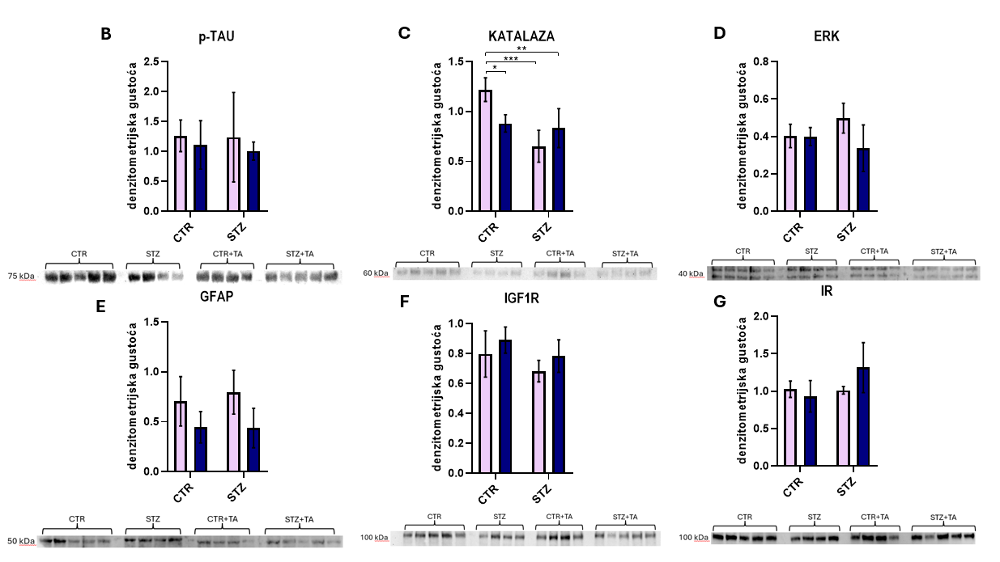 B
p-TAU
denzitometrijska gustoća
2.5
2.0
1.5
1.0
0.5
0.0
CTR
STZ
CTR
STZ
CTR+TA
STZ+TA
75 kDa
C
KATALAZA
denzitometrijska gustoća
**
***
*
1.5
1.0
0.5
0.0
CTR
STZ
CTR
SFZ
CTR+TA
STZ+TA
60 kDa
D
ERK
denzitometrijska gustoća
0.8
0.6
0.4
0.2
0.0
CTR
STZ
CTR
STZ
CTR+TA
STZ+TA
40 kDa
E
GFAP
denzitometrijska gustoća
1.5
1.0
0.5
0.0
CTR
STZ
CTR
STZ
CTR+TA
STZ+TA
50 kDa
F
IGF1R
denzitometrijska gustoća
1.0
0.8
0.6
0.4
0.2
0.0
CTR
STZ
CTR
STZ
CTR+TA
STZ+TA
100 kDa
G
IR
denzitometrijska gustoća
2.0
1.5
1.0
0.5
0.0
CTR
STZ
CTR
STZ
CTR+TA
STZ+TA
100 kDa